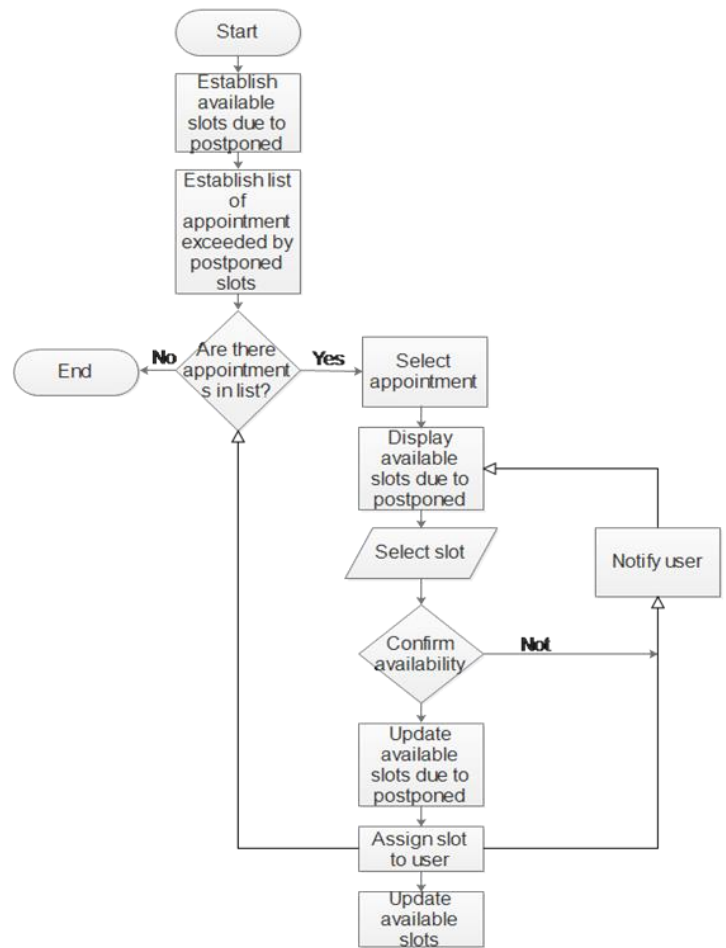 Start
Establish
available
slots due to
postponed
Establish list
of
appointment
exceeded by
postponed
slots
Are there
appointment
s in list?
No
End
Yes
Select
appointment
Display
available
slots due to
postponed
Select slot
Notify user
Confirm
availability
Not
Update
available
slots due to
postponed
Assign slot
to user
Update
available
slots